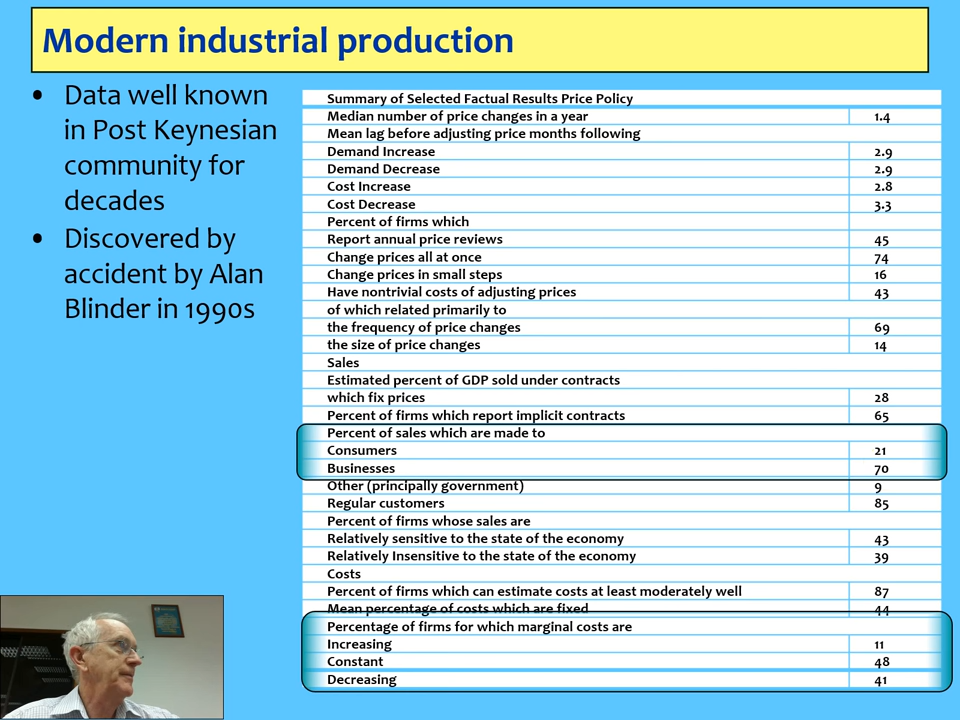 Modern industrial production
• Data well known
in Post Keynesian
community for
decades
• Discovered by
accident by Alan
Blinder in 1990s
Summary of Selected Factual Results Price Policy
Median number of price changes in a year 1.4
Mean lag before adjusting price months following
Demand Increase 2.9
Demand Decrease 2.9
Cost Increase 2.8
Cost Decrease 3.3
Percent of firms which
Report annual price reviews 45
Change prices all at once 74
Change prices in small steps 16
Have nontrivial costs of adjusting prices 43
of which related primarily to
the frequency of price changes 69
the size of price changes 14
Sales
Estimated percent of GDP sold under contracts
which fix prices 28
Percent of firms which report implicit contracts 65
Percent of sales which are made to
Consumers 21
Businesses 70
Other (principally government) 9
Regular customers 85
Percent of firms whose sales are
Relatively sensitive to the state of the economy 43
Relatively Insensitive to the state of the economy 39
Costs
Percent of firms which can estimate costs at least moderately well 87
Mean percentage of costs which are fixed 44
Percentage of firms for which marginal costs are
Increasing 11
Constant 48
Decreasing 41